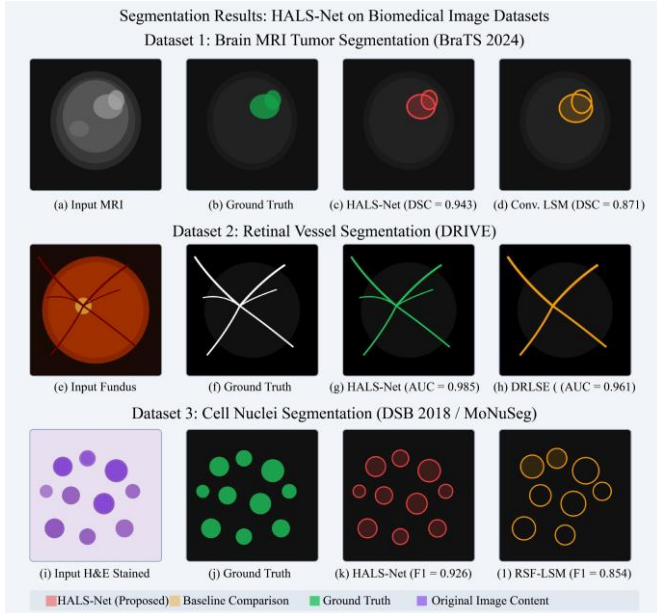 Segmentation Results: HALS-Net on Biomedical Image Datasets
Dataset 1: Brain MRI Tumor Segmentation (BraTS 2024)
(a) Input MRI
(b) Ground Truth
(c) HALS-Net (DSC = 0.943)
(d) Conv. LSM (DSC = 0.871)
Dataset 2: Retinal Vessel Segmentation (DRIVE)
(e) Input Fundus
(f) Ground Truth
(g) HALS-Net (AUC = 0.985)
(h) DRLSE ( (AUC = 0.961)
Dataset 3: Cell Nuclei Segmentation (DSB 2018 / MoNuSeg)
(i) Input H&E Stained
(j) Ground Truth
(k) HALS-Net (F1 = 0.926)
(l) RSF-LSM (F1 = 0.854)
HALS-Net (Proposed)
Baseline Comparison
Ground Truth
Original Image Content